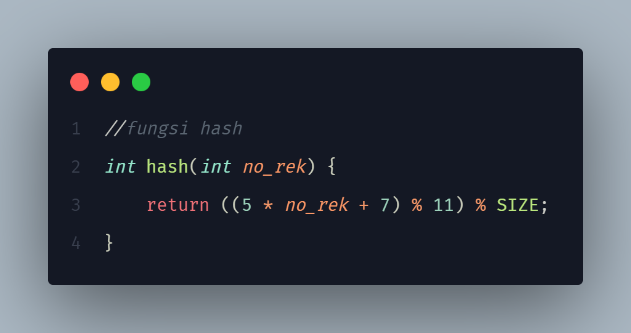 1 //fungsi hash
2 int hash(int no_rek) {
3 return ((5 * no_rek + 7) % 11) % SIZE;
4 }